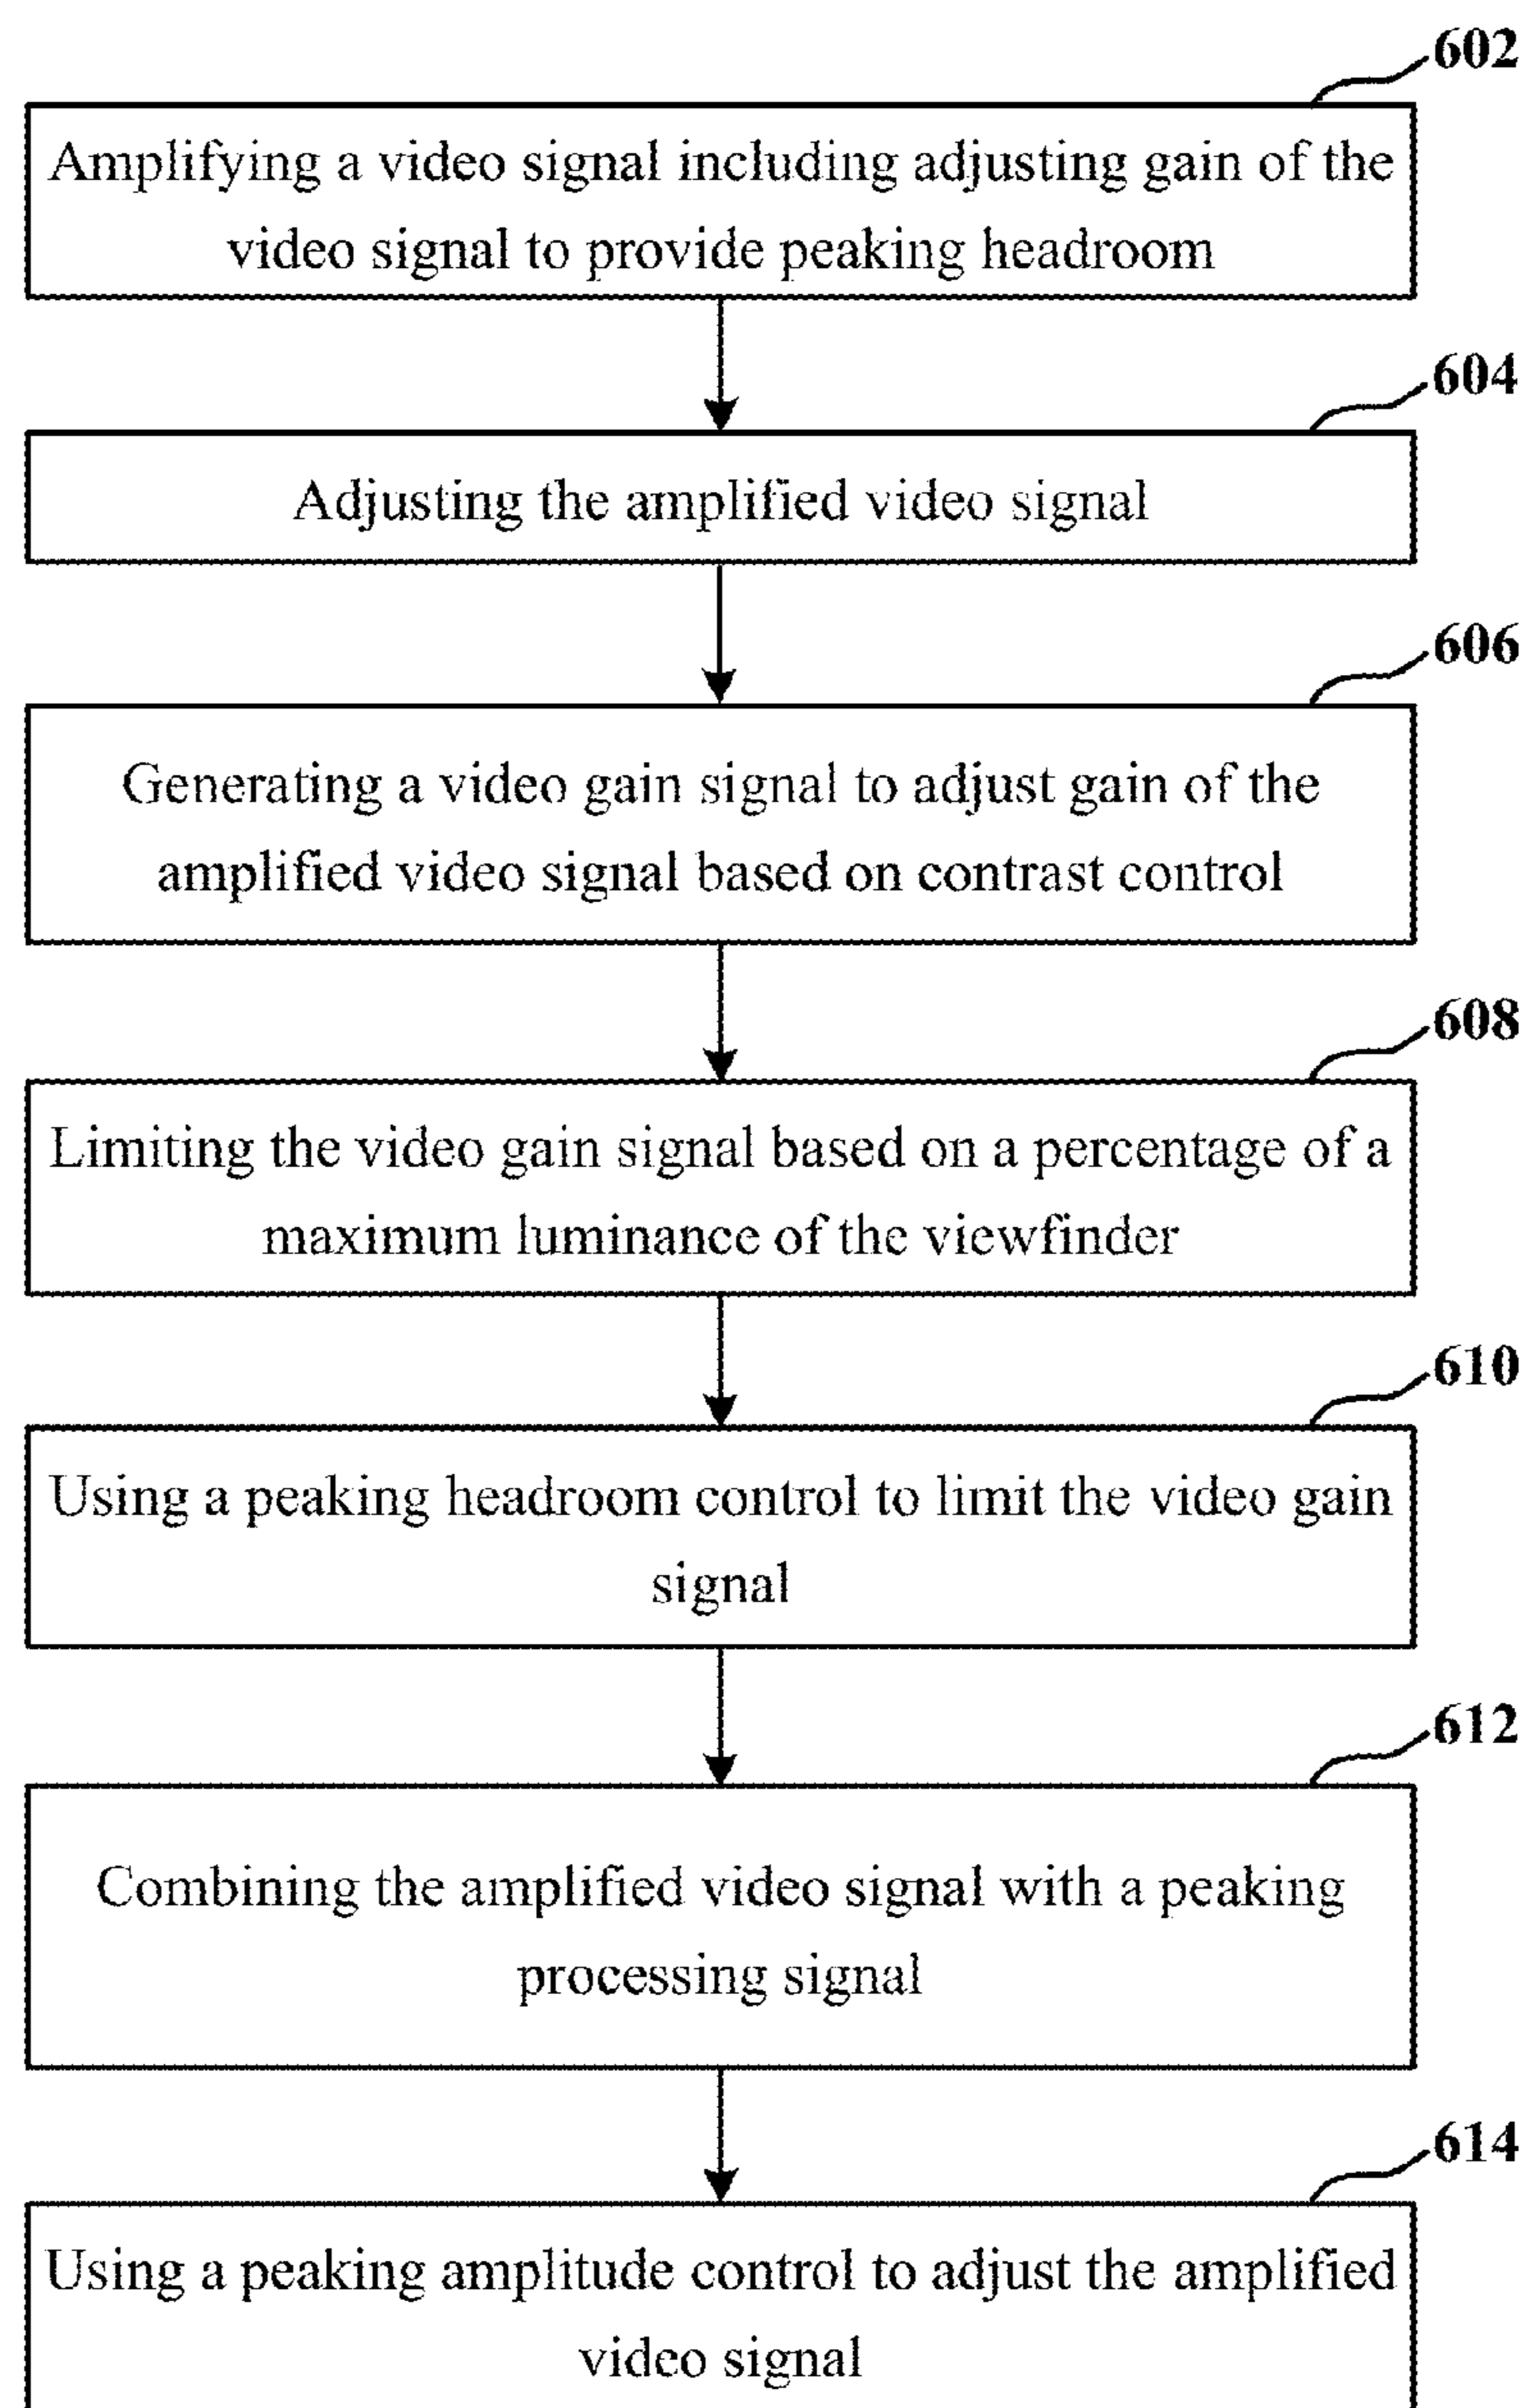 602
Amplifying a video signal including adjusting gain of the
video signal to provide peaking headroom
604
Adjusting the amplified video signal
606
Generating a video gain signal to adjust gain of the
amplified video signal based on contrast control
608
Limiting the video gain signal based on a percentage of a
maximum luminance of the viewfinder
610
Using a peaking headroom control to limit the video gain
signal
612
Combining the amplified video signal with a peaking
processing signal
614
Using a peaking amplitude control to adjust the amplified
video signal